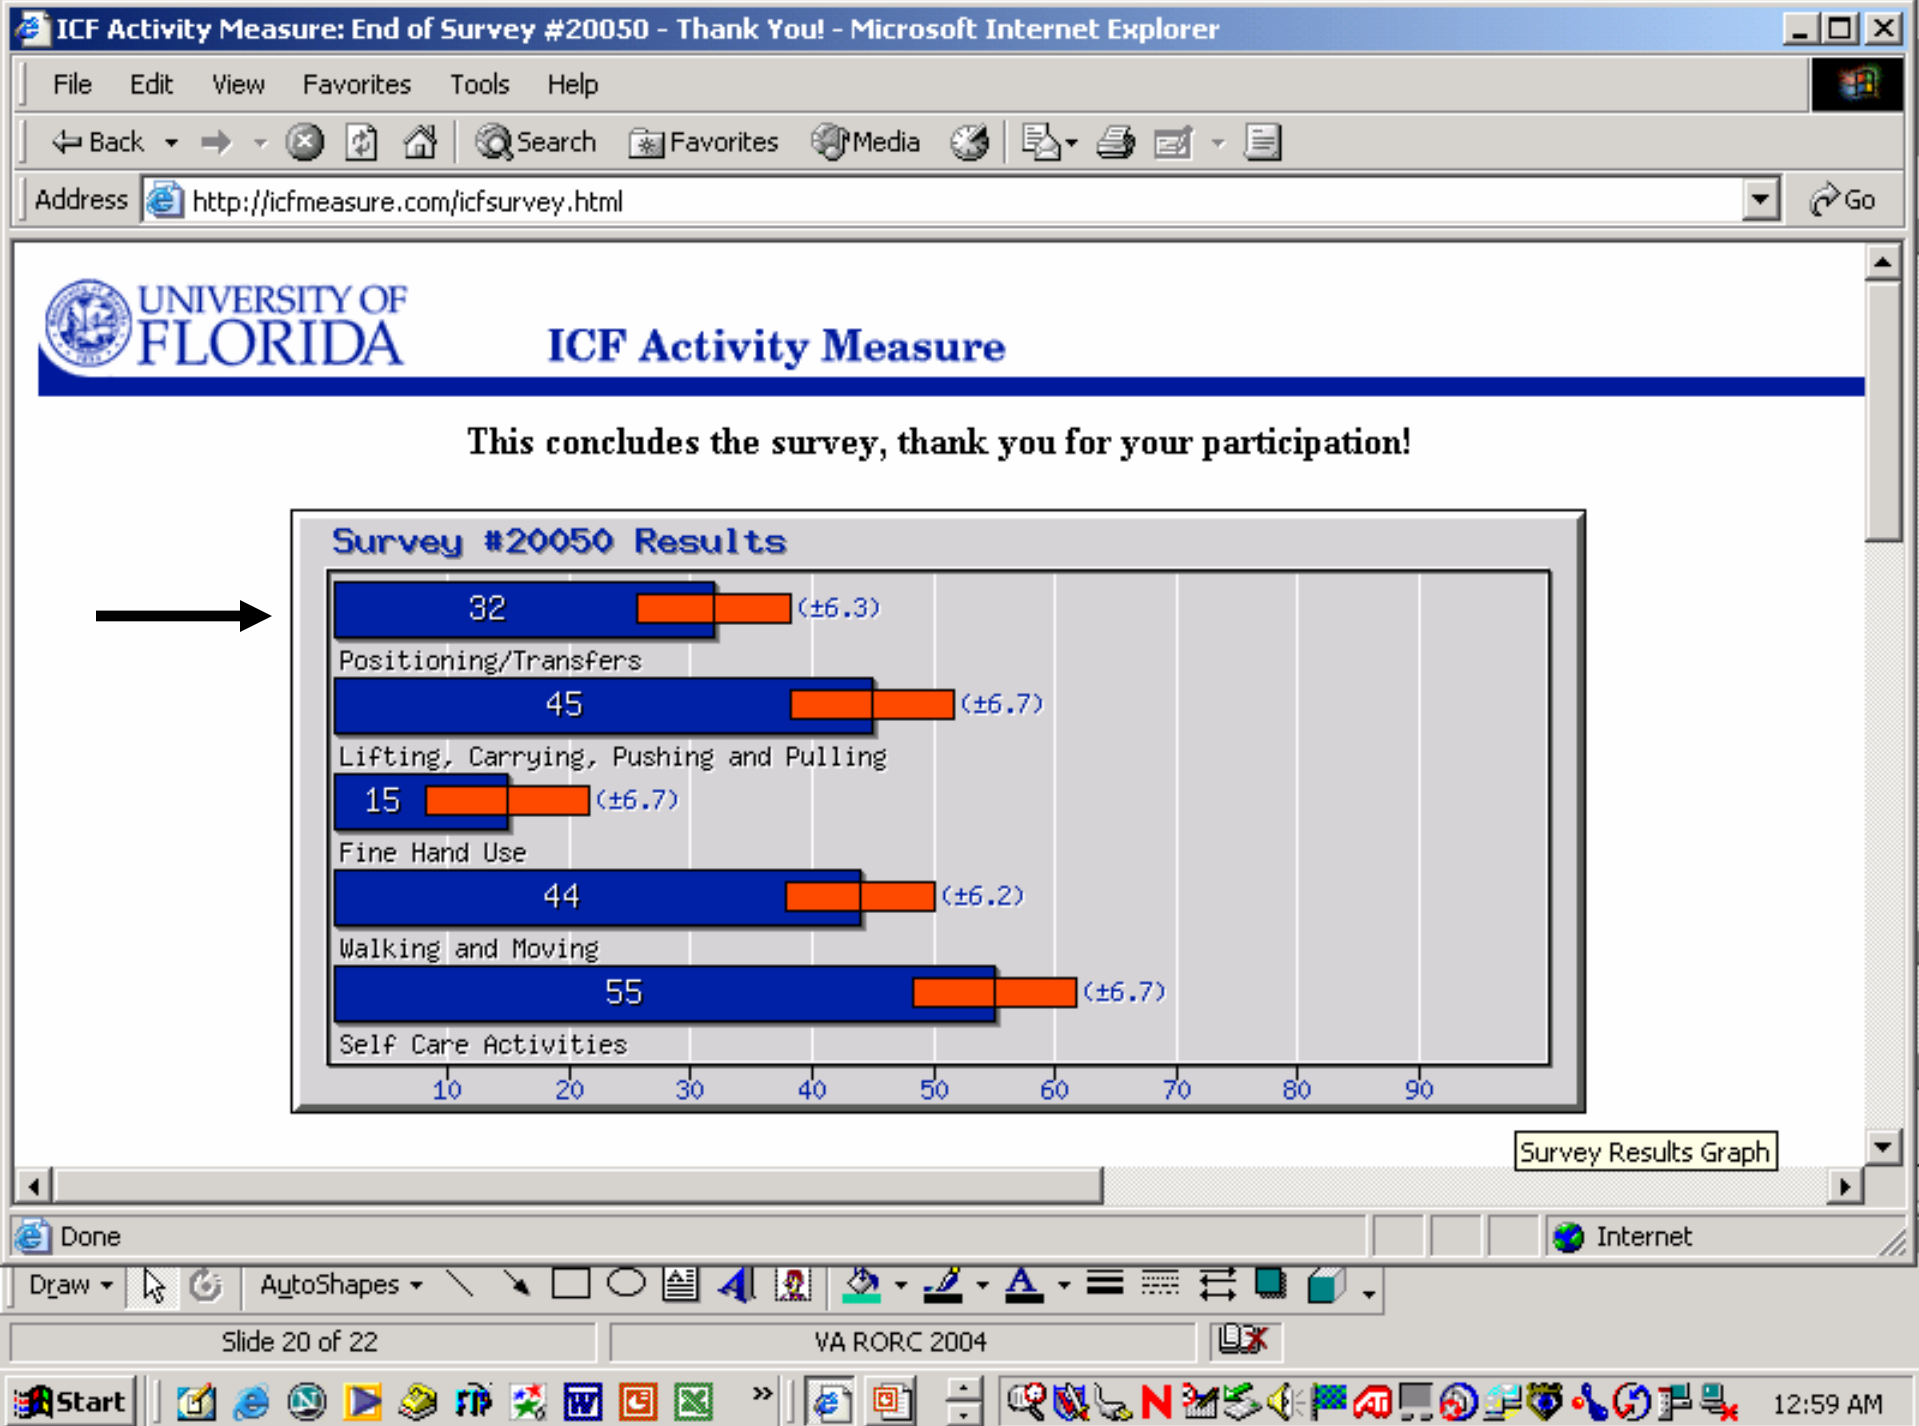 ICF Activity Measure: End of Survey #20050 - Thank You! - Microsoft Internet Explorer
File Edit View Favorites Tools Help
Back Search Favorites Media
Address http://icfmeasure.com/icfsurvey.html Go
UNIVERSITY OF
FLORIDA
ICF Activity Measure
This concludes the survey, thank you for your participation!
Survey #20050 Results
32 (±6.3)
Positioning/Transfers
45 (±6.7)
Lifting, Carrying, Pushing and Pulling
15 (±6.7)
Fine Hand Use
44 (±6.2)
Walking and Moving
55 (±6.7)
Self Care Activities
10 20 30 40 50 60 70 80 90
Survey Results Graph
Done Internet
Draw AutoShapes
Slide 20 of 22 VA RORC 2004
Start 12:59 AM